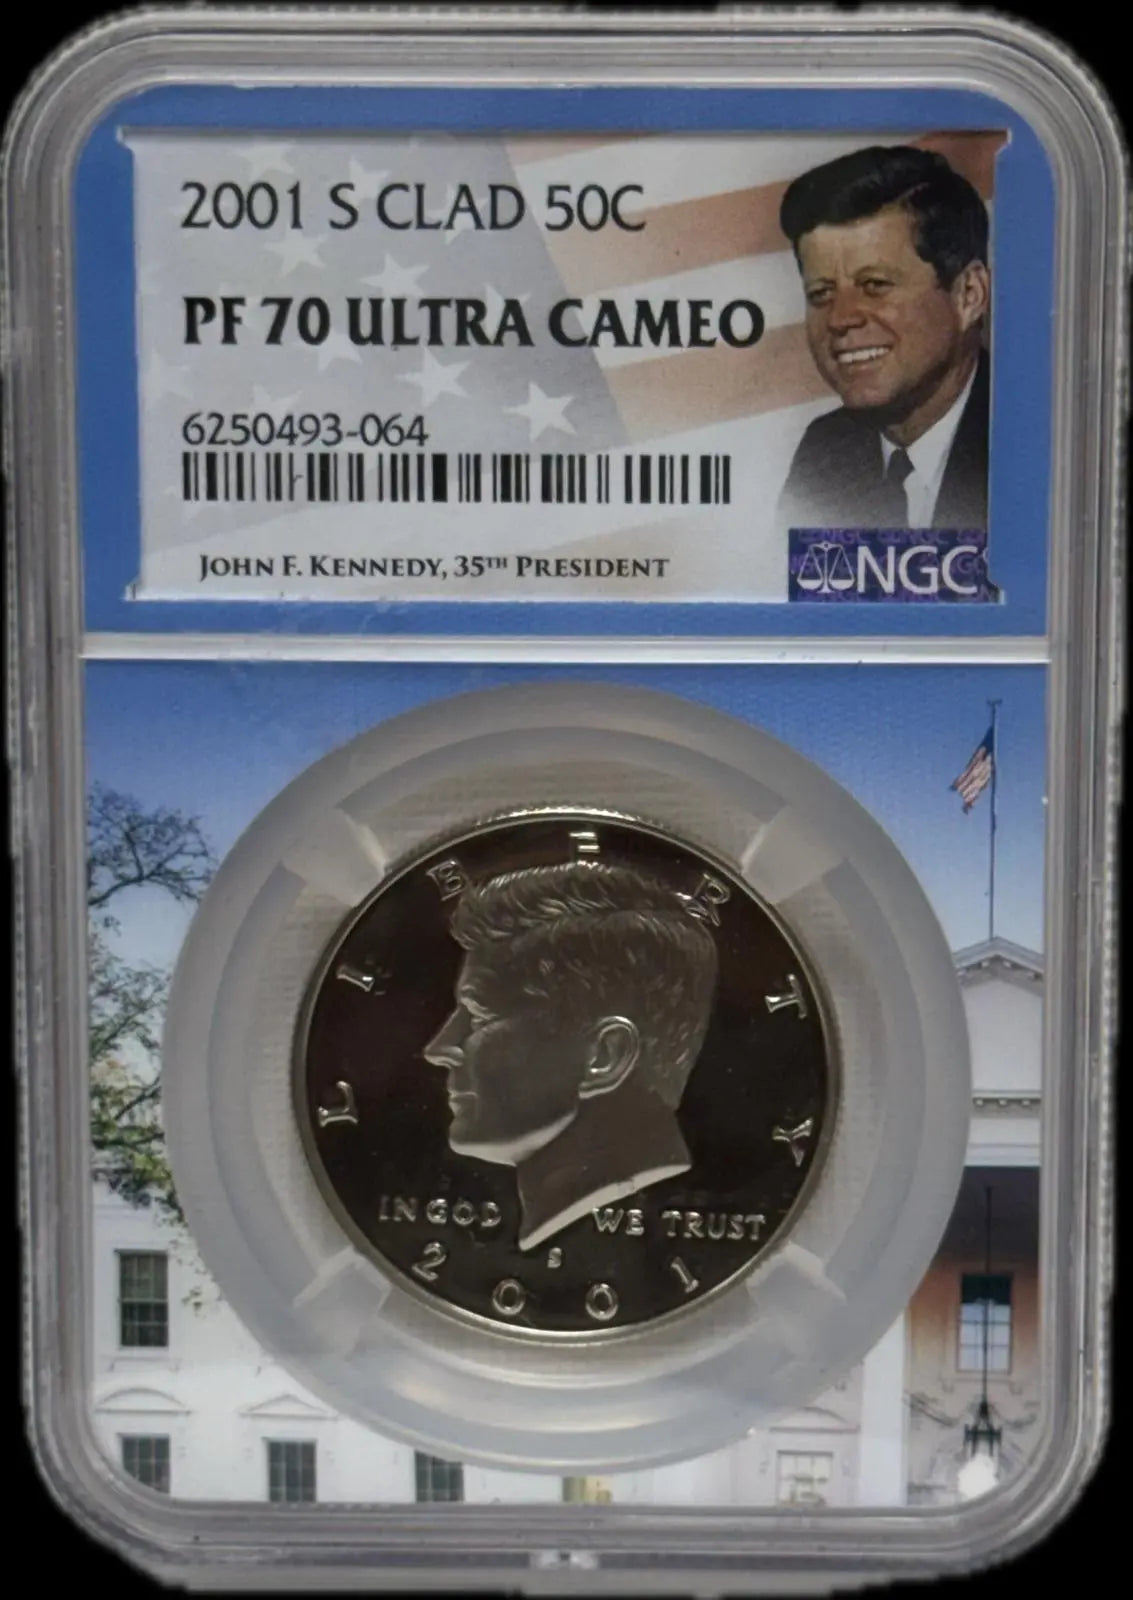 2001 S CLAD 50C
PF 70 ULTRA CAMEO
6250493-064
JOHN F. KENNEDY, 35TH PRESIDENT
NGC
LIBERTY
IN GOD WE TRUST
S
2001